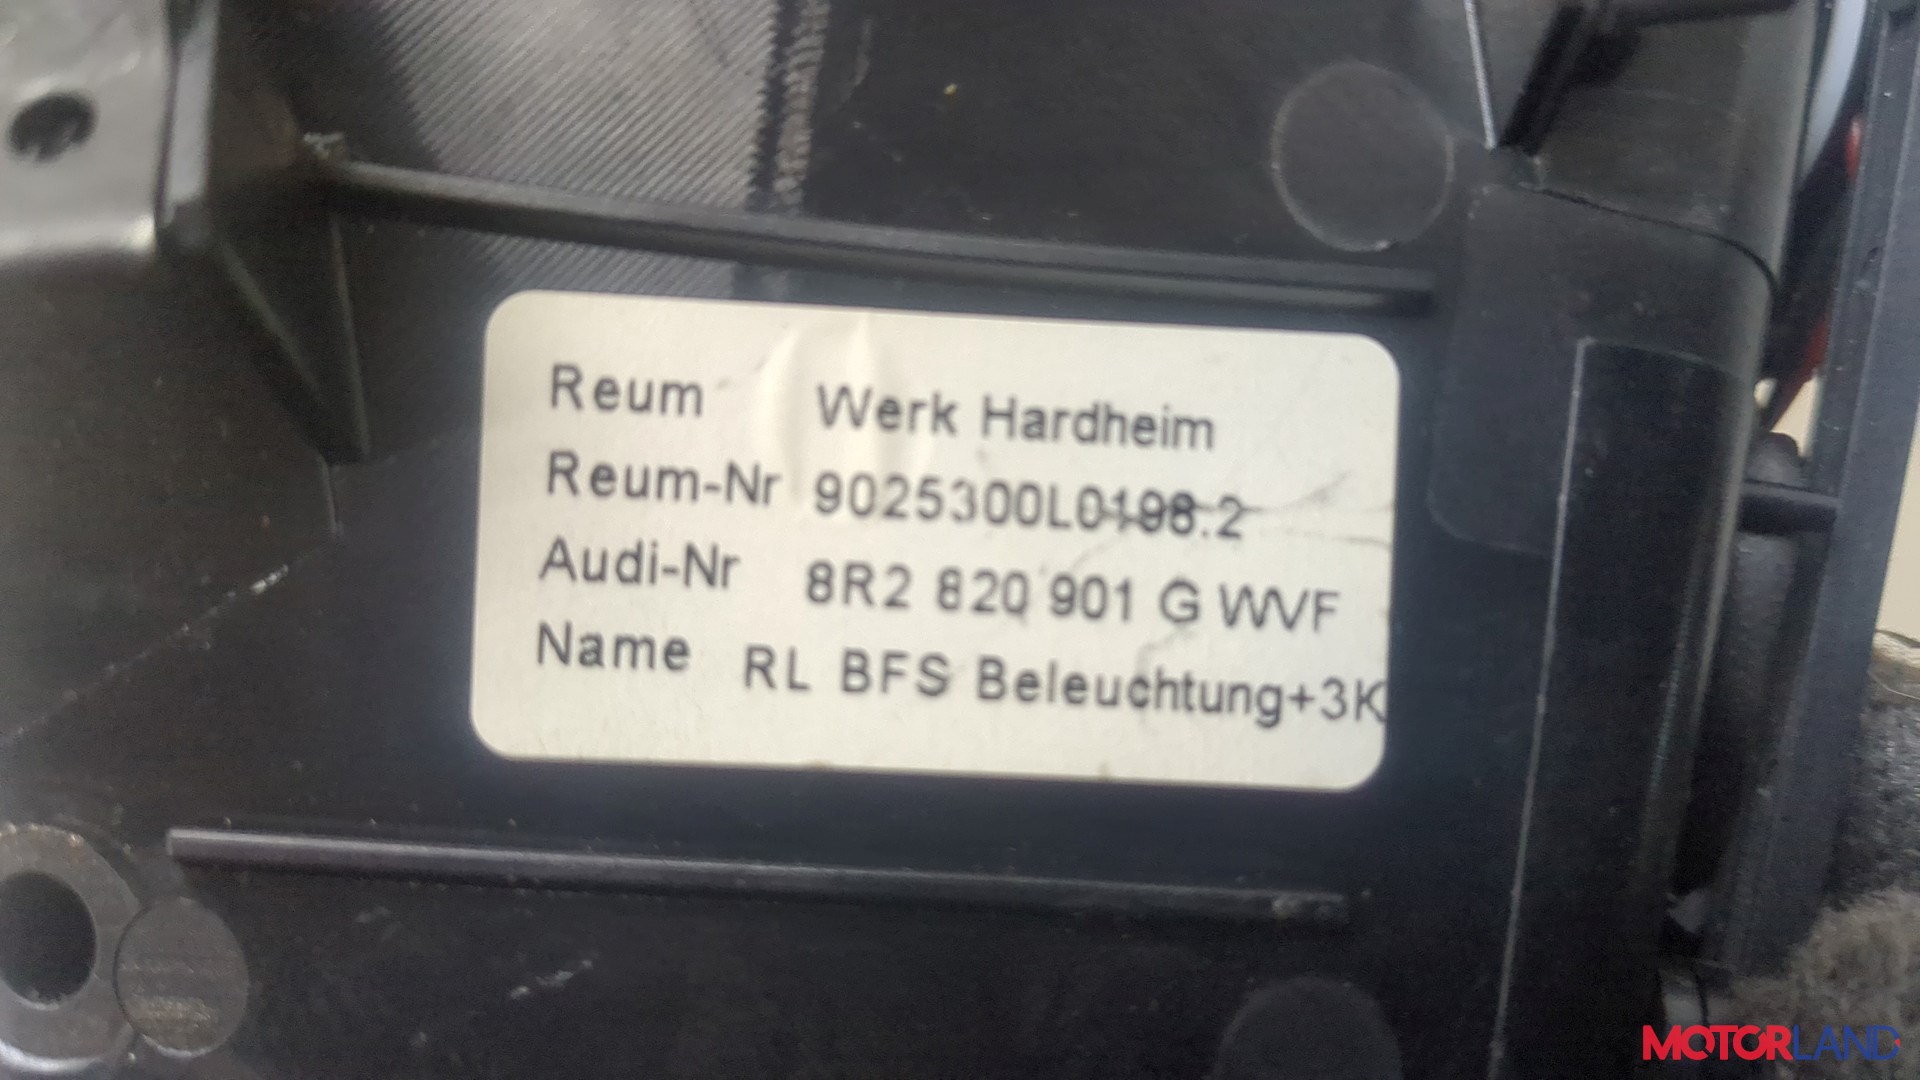 Reum Werk Hardheim
Reum-Nr 9025300L0198.2
Audi-Nr 8R2 820 901 G WVF
Name RL BFS Beleuchtung+3K
MOTORLAND